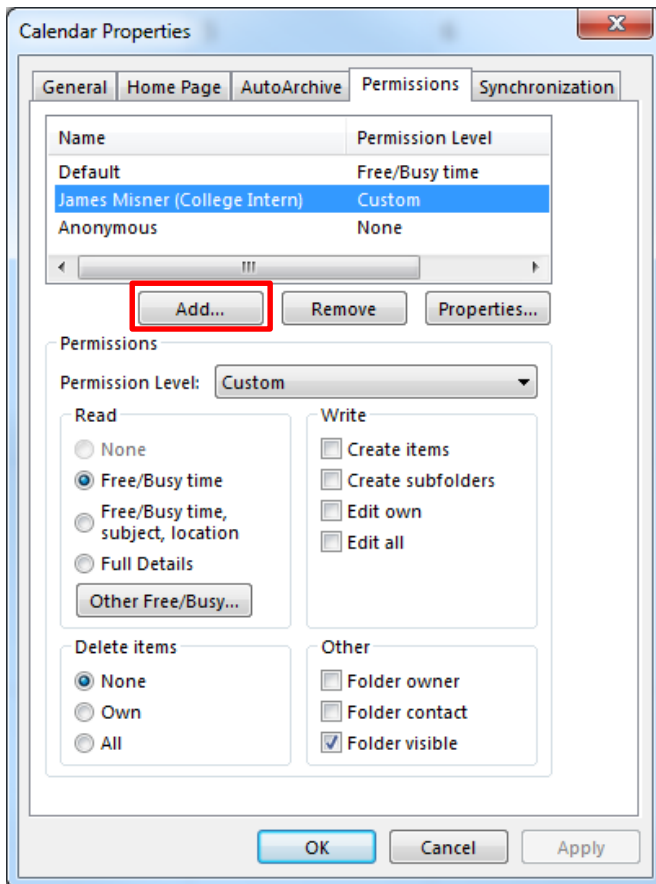 Calendar Properties
General Home Page AutoArchive Permissions Synchronization
Name Permission Level
Default Free/Busy time
James Misner (College Intern) Custom
Anonymous None
Add... Remove Properties...
Permissions
Permission Level: Custom
Read
None
Free/Busy time
Free/Busy time,
subject, location
Full Details
Other Free/Busy...
Write
Create items
Create subfolders
Edit own
Edit all
Delete items
None
Own
All
Other
Folder owner
Folder contact
Folder visible
OK Cancel Apply